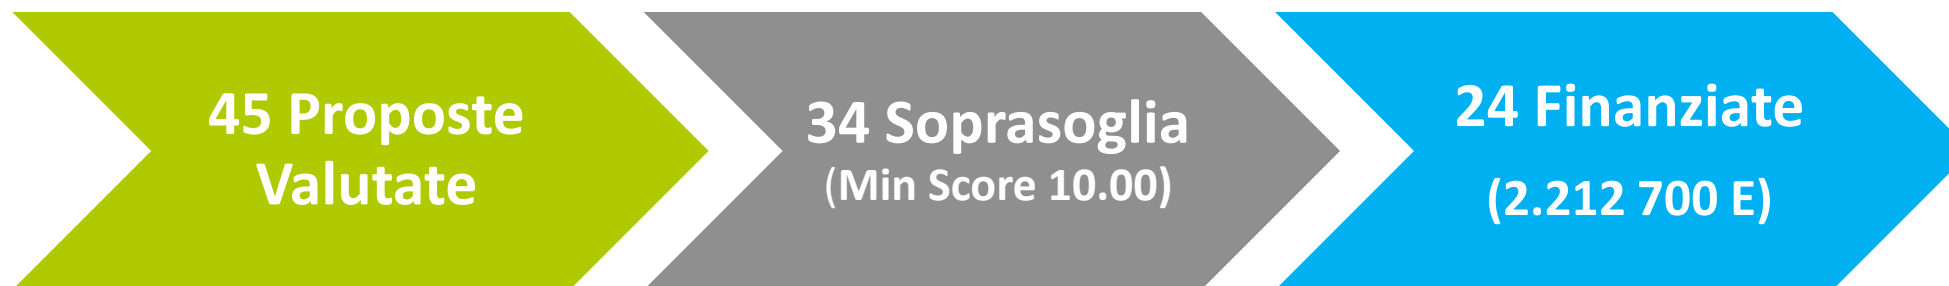 45 Proposte
Valutate
34 Soprasoglia
(Min Score 10.00)
24 Finanziate
(2.212 700 E)